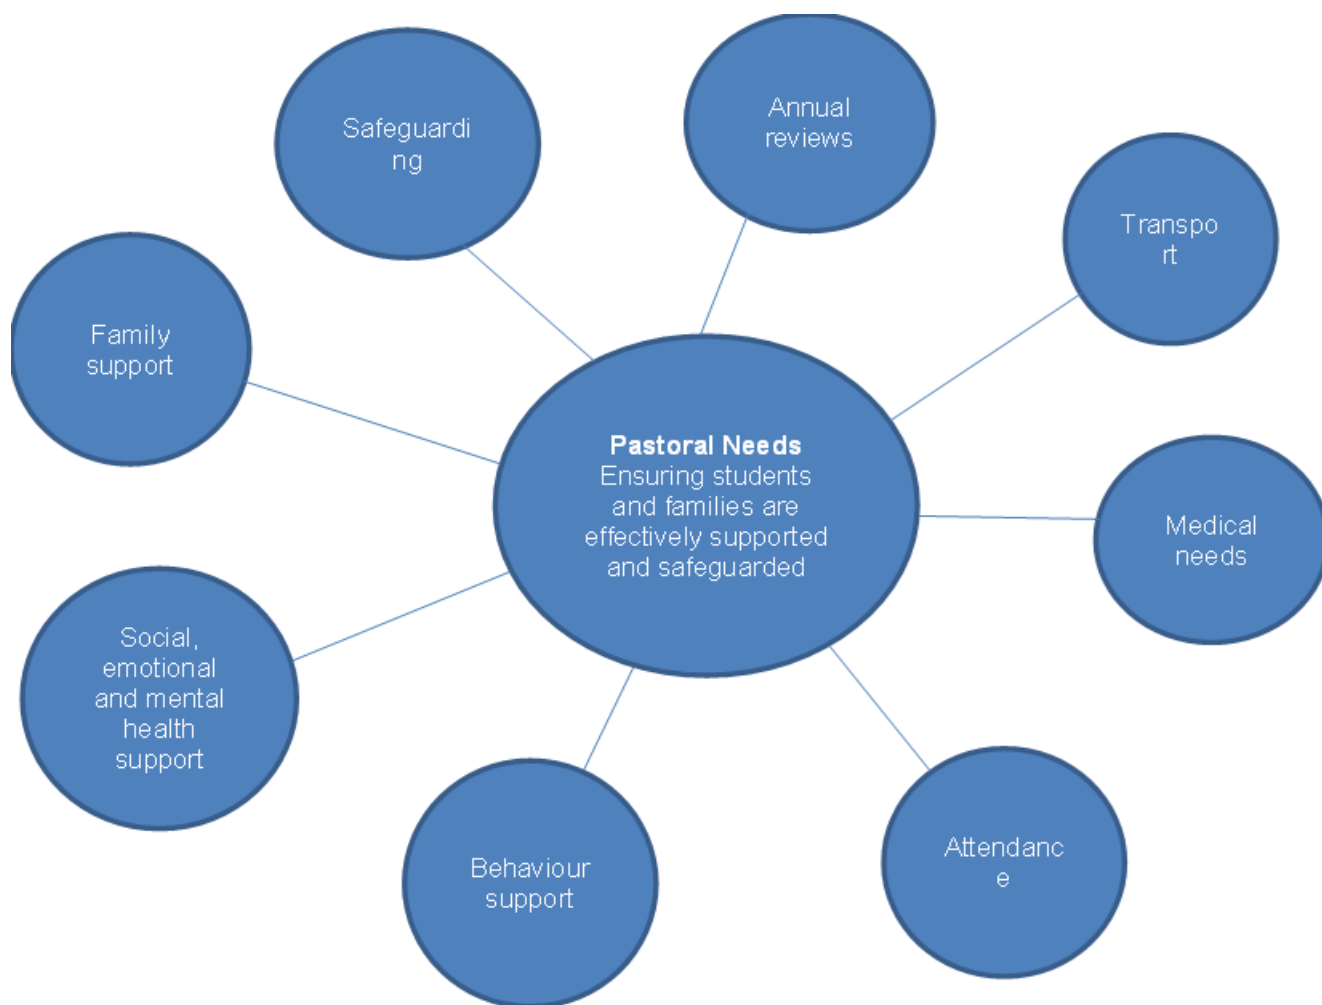 Safeguardi
ng
Annual
reviews
Transpo
rt
Family
support
Pastoral Needs
Ensuring students
and families are
effectively supported
and safeguarded
Medical
needs
Social,
emotional
and mental
health
support
Behaviour
support
Attendanc
e